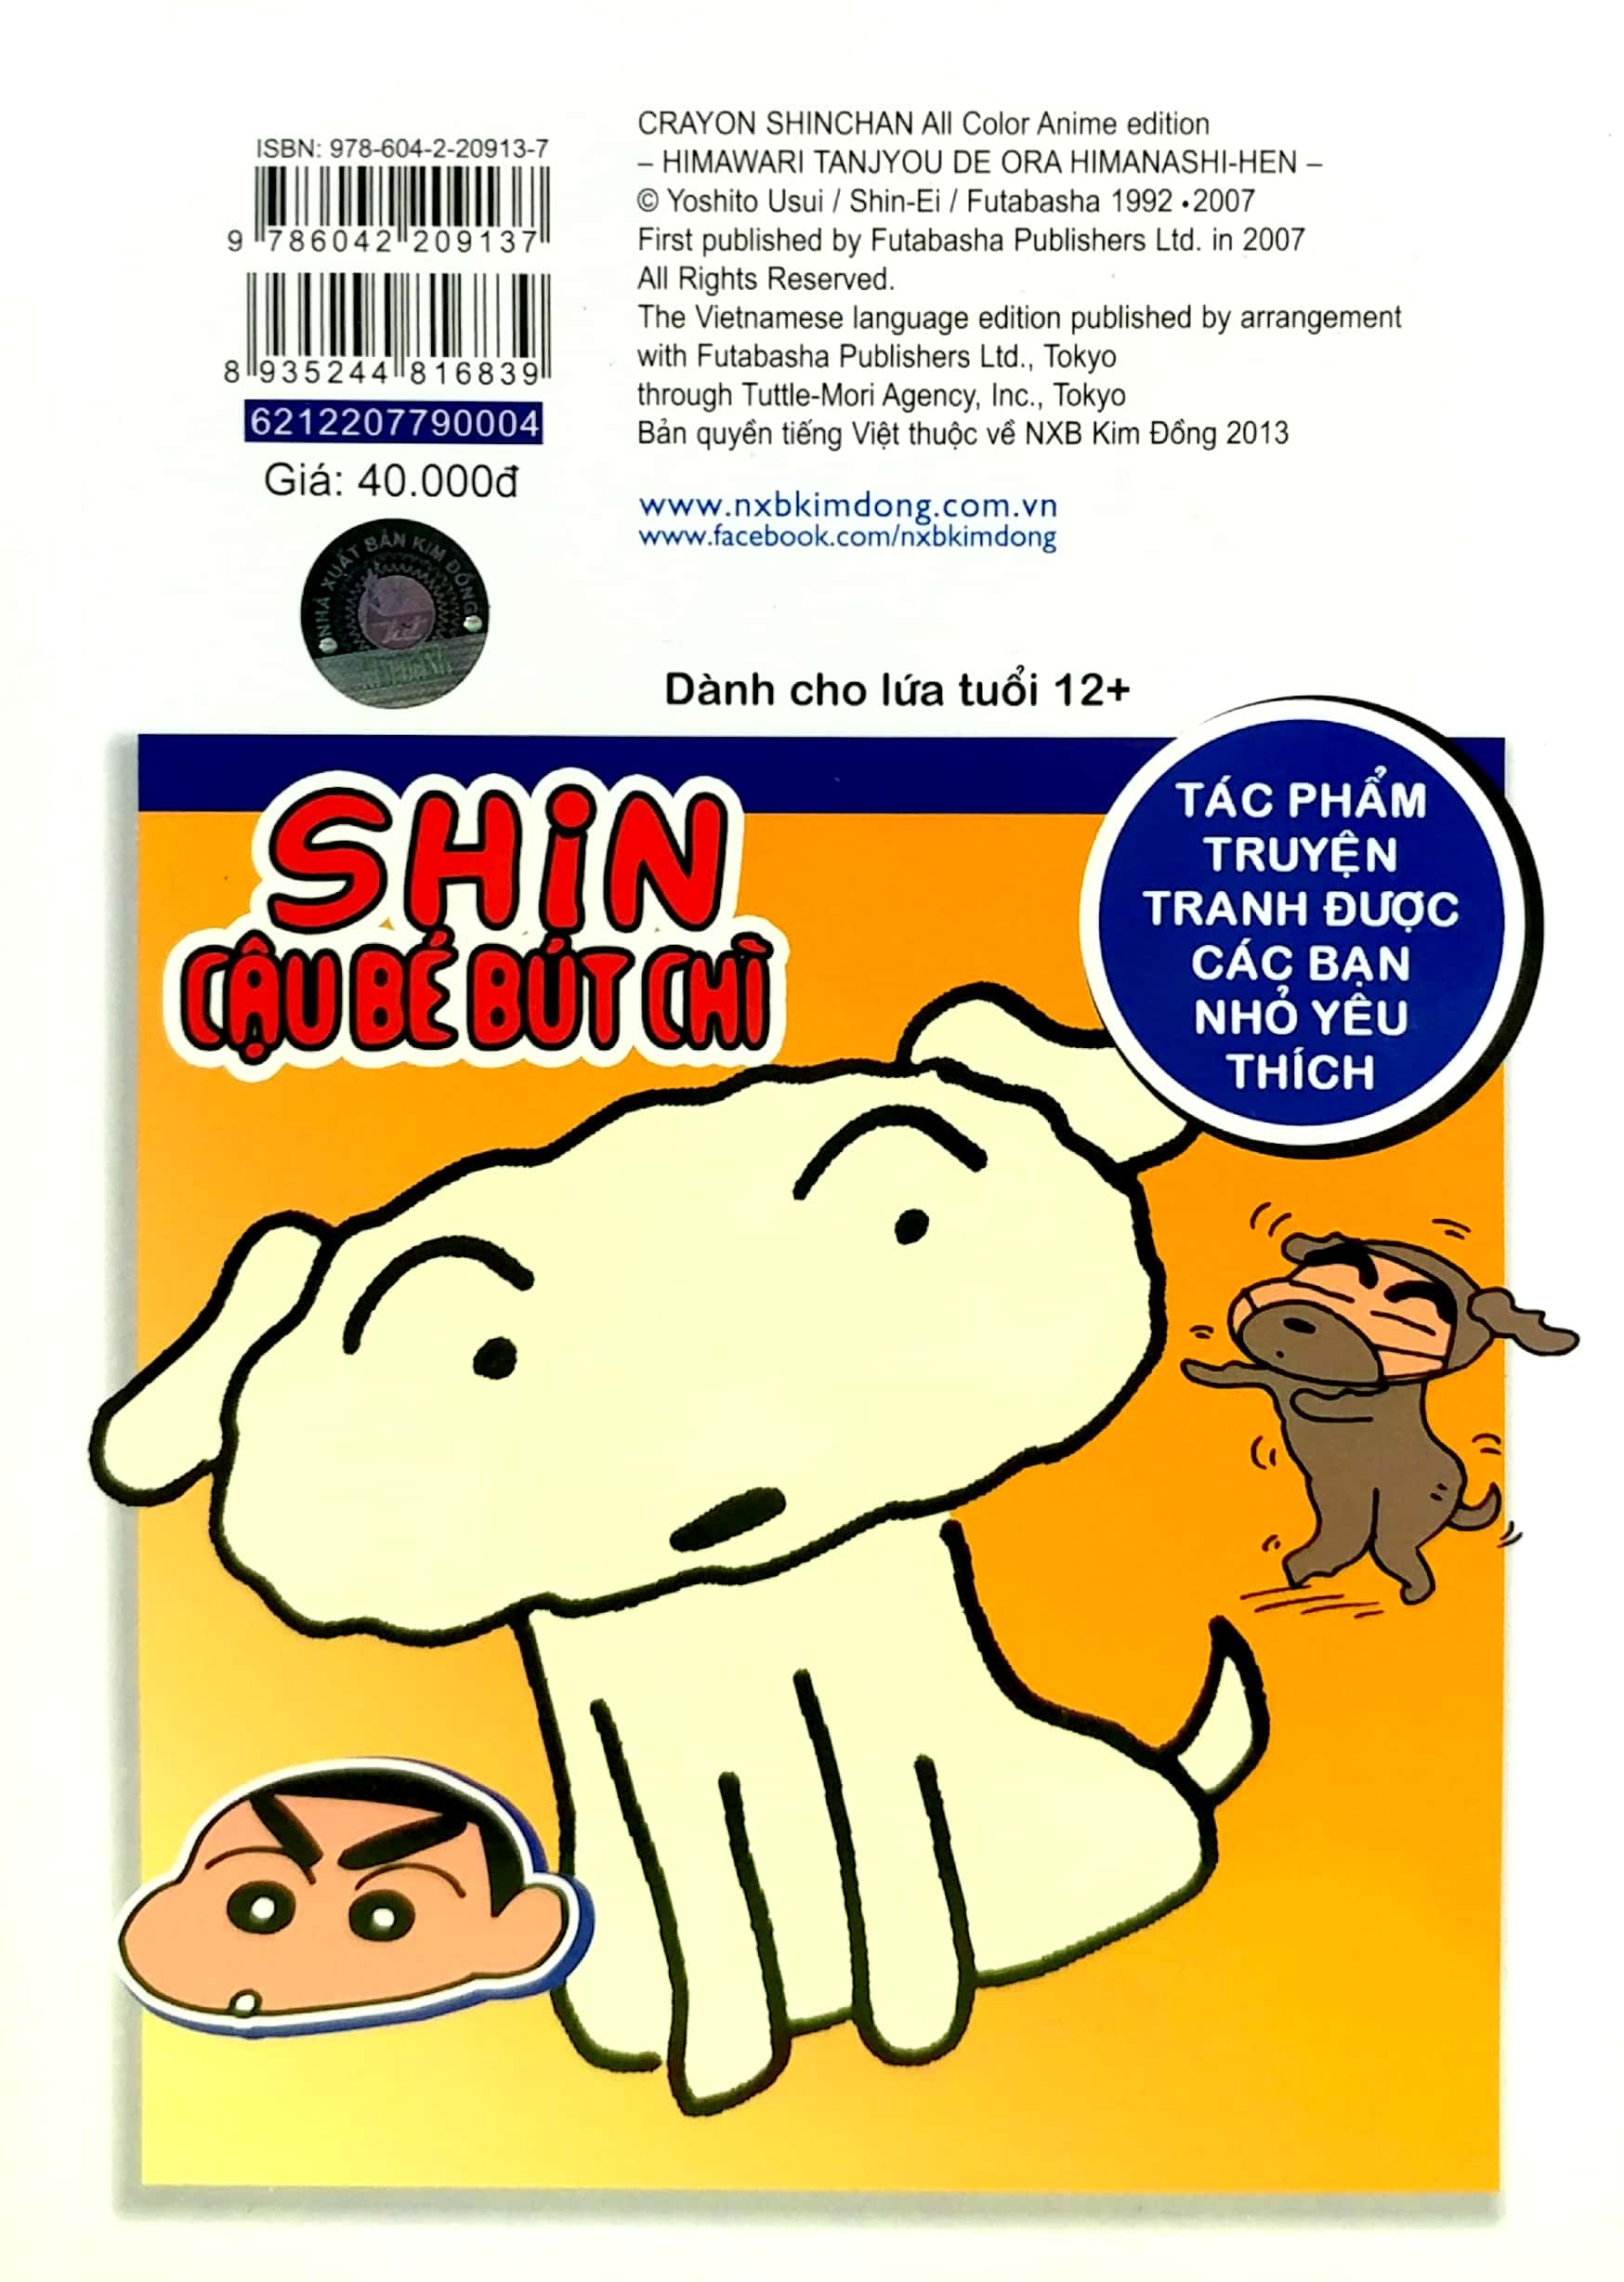 ISBN: 978-604-2-20913-7
9 786042 209137
8 935244 816839
6212207790004
Giá: 40.000đ
NHÀ XUẤT BẢN KIM ĐỒNG
CRAYON SHINCHAN All Color Anime edition
– HIMAWARI TANJYOU DE ORA HIMANASHI-HEN –
© Yoshito Usui / Shin-Ei / Futabasha 1992 • 2007
First published by Futabasha Publishers Ltd. in 2007
All Rights Reserved.
The Vietnamese language edition published by arrangement
with Futabasha Publishers Ltd., Tokyo
through Tuttle-Mori Agency, Inc., Tokyo
Bản quyền tiếng Việt thuộc về NXB Kim Đồng 2013
www.nxbkimdong.com.vn
www.facebook.com/nxbkimdong
Dành cho lứa tuổi 12+
SHiN
CẬU BÉ BÚT CHÌ
TÁC PHẨM
TRUYỆN
TRANH ĐƯỢC
CÁC BẠN
NHỎ YÊU
THÍCH